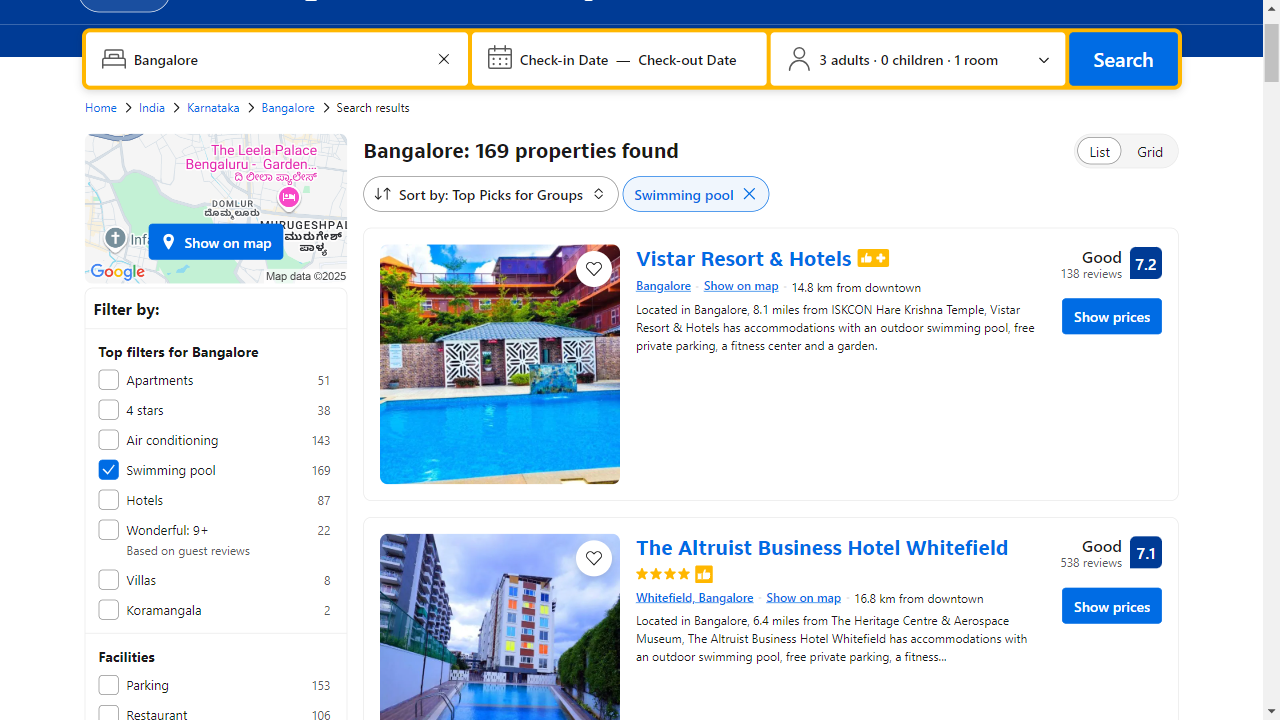 Bangalore
Check-in Date — Check-out Date
3 adults · 0 children · 1 room
Search
Home
India
Karnataka
Bangalore
Search results
The Leela Palace
Bengaluru - Garden...
ದಿ ಲೀಲಾ ಪ್ಯಾಲೇಸ್
DOMLUR
ದೊಮ್ಮಲೂರು
MURUGESHPAL
ಮುರುಗೇಶ್
ಪಾಳ್ಯ
Infa
Show on map
Google
Map data ©2025
Filter by:
Top filters for Bangalore
Apartments 51
4 stars 38
Air conditioning 143
Swimming pool 169
Hotels 87
Wonderful: 9+ 22
Based on guest reviews
Villas 8
Koramangala 2
Facilities
Parking 153
Restaurant 106
Bangalore: 169 properties found
List Grid
Sort by: Top Picks for Groups
Swimming pool
Vistar Resort & Hotels
Bangalore · Show on map · 14.8 km from downtown
Located in Bangalore, 8.1 miles from ISKCON Hare Krishna Temple, Vistar
Resort & Hotels has accommodations with an outdoor swimming pool, free
private parking, a fitness center and a garden.
Good 7.2
138 reviews
Show prices
The Altruist Business Hotel Whitefield
Whitefield, Bangalore · Show on map · 16.8 km from downtown
Located in Bangalore, 6.4 miles from The Heritage Centre & Aerospace
Museum, The Altruist Business Hotel Whitefield has accommodations with
an outdoor swimming pool, free private parking, a fitness...
Good 7.1
538 reviews
Show prices